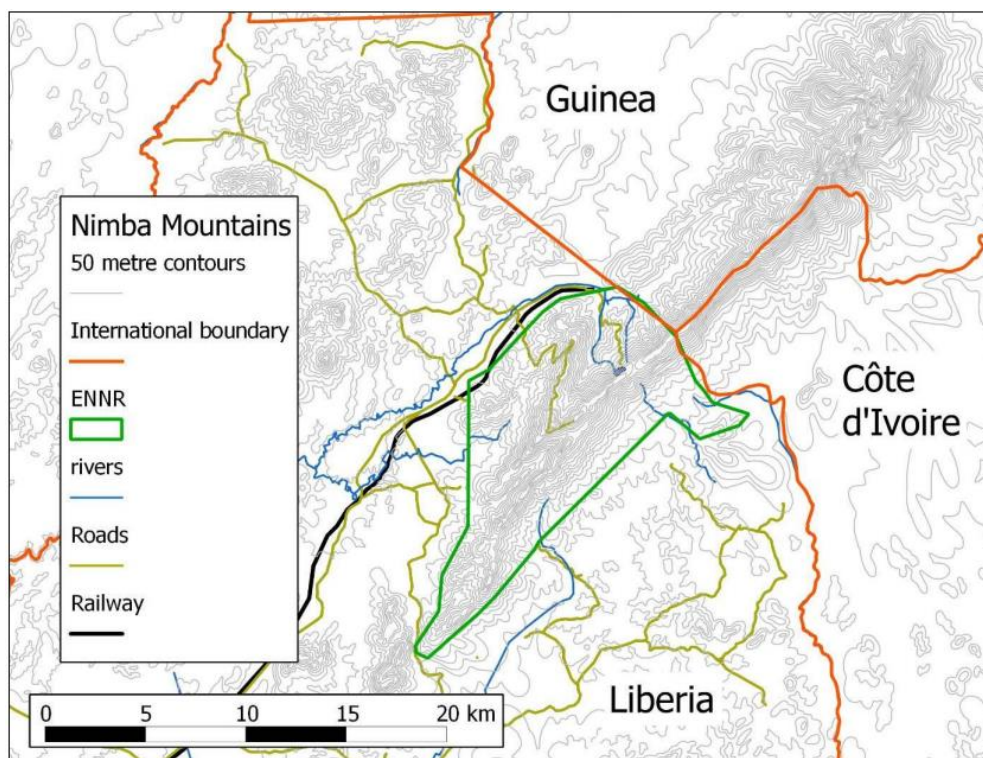 Guinea
Nimba Mountains
50 metre contours
International boundary
ENNR
rivers
Roads
Railway
Côte
d'Ivoire
Liberia
0 5 10 15 20 km